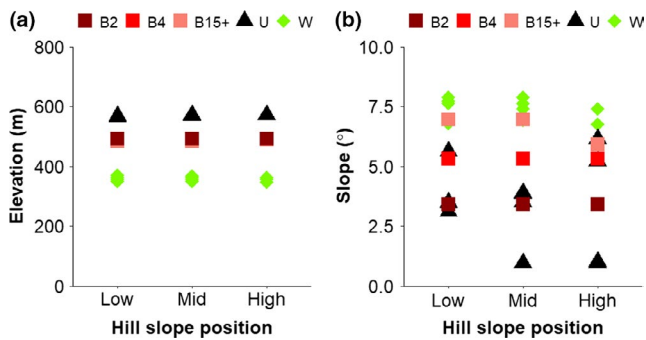 (a) B2 B4 B15+ U W
800
600
400
200
0
Elevation (m)
Low Mid High
Hill slope position
(b) B2 B4 B15+ U W
10.0
7.5
5.0
2.5
0.0
Slope (°)
Low Mid High
Hill slope position